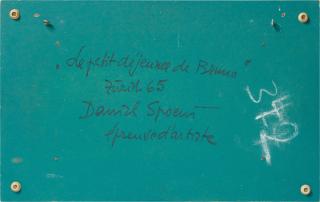 „Le petit déjeuner de Bruno"
Zürich 65
Daniel Spoerri
épreuve d'artiste